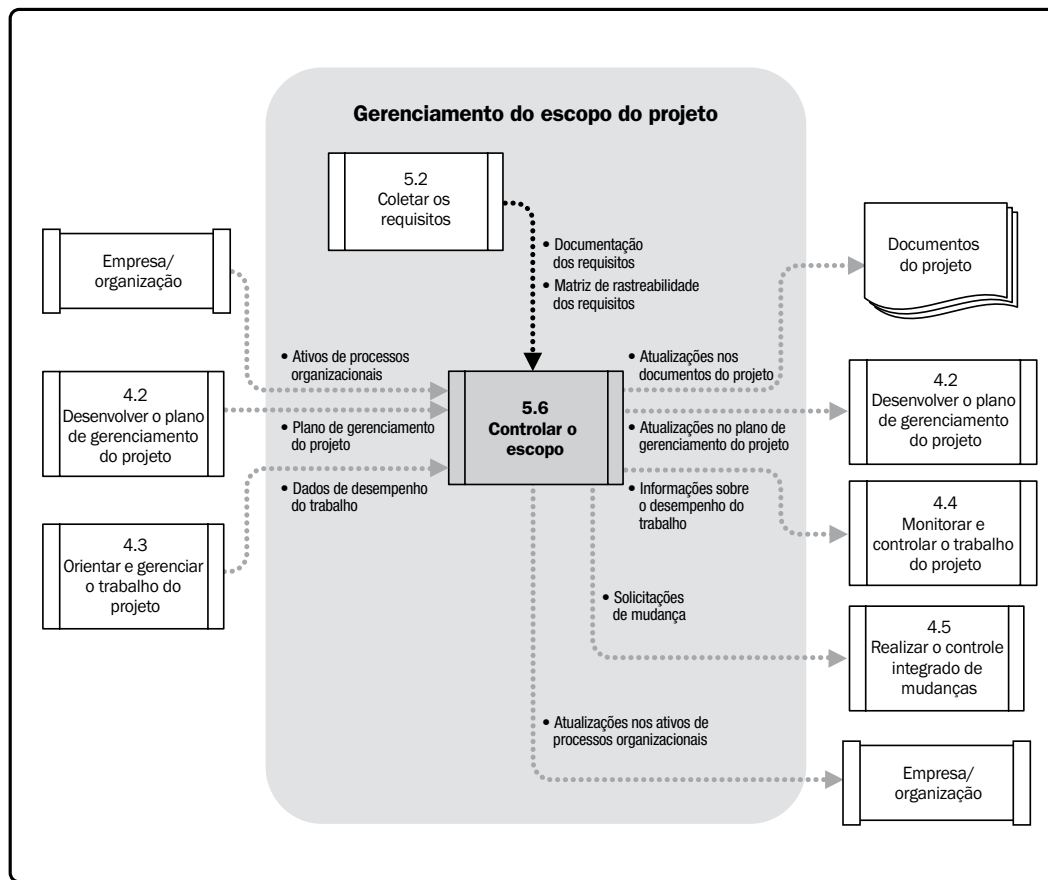 Gerenciamento do escopo do projeto
5.2
Coletar os
requisitos
Empresa/
organização
• Documentação
dos requisitos
• Matriz de rastreabilidade
dos requisitos
Documentos
do projeto
• Ativos de processos
organizacionais
• Atualizações nos
documentos do projeto
4.2
Desenvolver o plano
de gerenciamento
do projeto
• Plano de gerenciamento
do projeto
5.6
Controlar o
escopo
• Atualizações no plano de
gerenciamento do projeto
4.2
Desenvolver o plano
de gerenciamento
do projeto
• Dados de desempenho
do trabalho
• Informações sobre
o desempenho do
trabalho
4.4
Monitorar e
controlar o trabalho
do projeto
4.3
Orientar e gerenciar
o trabalho do
projeto
• Solicitações
de mudança
4.5
Realizar o controle
integrado de
mudanças
• Atualizações nos ativos de
processos organizacionais
Empresa/
organização